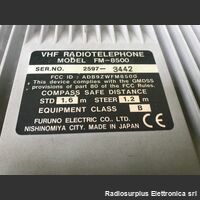 VHF RADIOTELEPHONE
MODEL FM-8500
SER.NO. 2597- 3442
FCC ID : ADB9ZWFM8500
This device complies with the GMDSS
provisions of part 80 of the FCC Rules.
COMPASS SAFE DISTANCE
STD 1.6 m STEER 1.2 m
EQUIPMENT CLASS B
FURUNO ELECTRIC CO., LTD.
NISHINOMIYA CITY. MADE IN JAPAN
Radiosurplus Elettronica srl